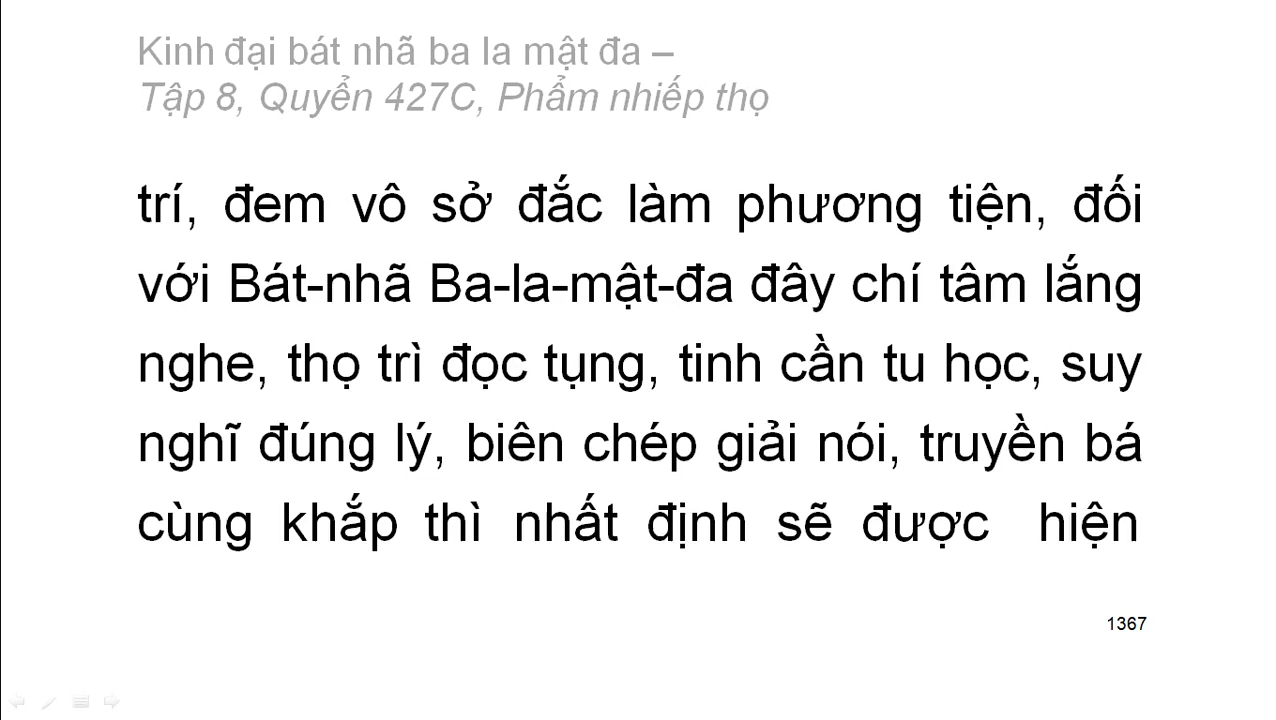 Kinh đại bát nhã ba la mật đa –
Tập 8, Quyển 427C, Phẩm nhiếp thọ
trí, đem vô sở đắc làm phương tiện, đối
với Bát-nhã Ba-la-mật-đa đây chí tâm lắng
nghe, thọ trì đọc tụng, tinh cần tu học, suy
nghĩ đúng lý, biên chép giải nói, truyền bá
cùng khắp thì nhất định sẽ được hiện
1367